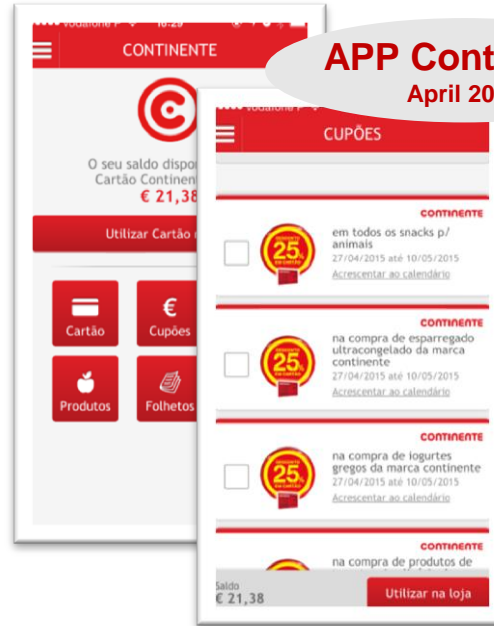 APP Cont
April 20
vodafone P
16:29
CONTINENTE
O seu saldo dispo
Cartão Continen
€ 21,38
Utilizar Cartão
Cartão
€
Cupões
Produtos
Folhetos
CUPÕES
CONTINENTE
25%
em todos os snacks p/
animais
27/04/2015 até 10/05/2015
Acrescentar ao calendário
CONTINENTE
25%
na compra de esparregado
ultracongelado da marca
continente
27/04/2015 até 10/05/2015
Acrescentar ao calendário
CONTINENTE
25%
na compra de iogurtes
gregos da marca continente
27/04/2015 até 10/05/2015
Acrescentar ao calendário
CONTINENTE
na compra de produtos de
Saldo
€ 21,38
Utilizar na loja